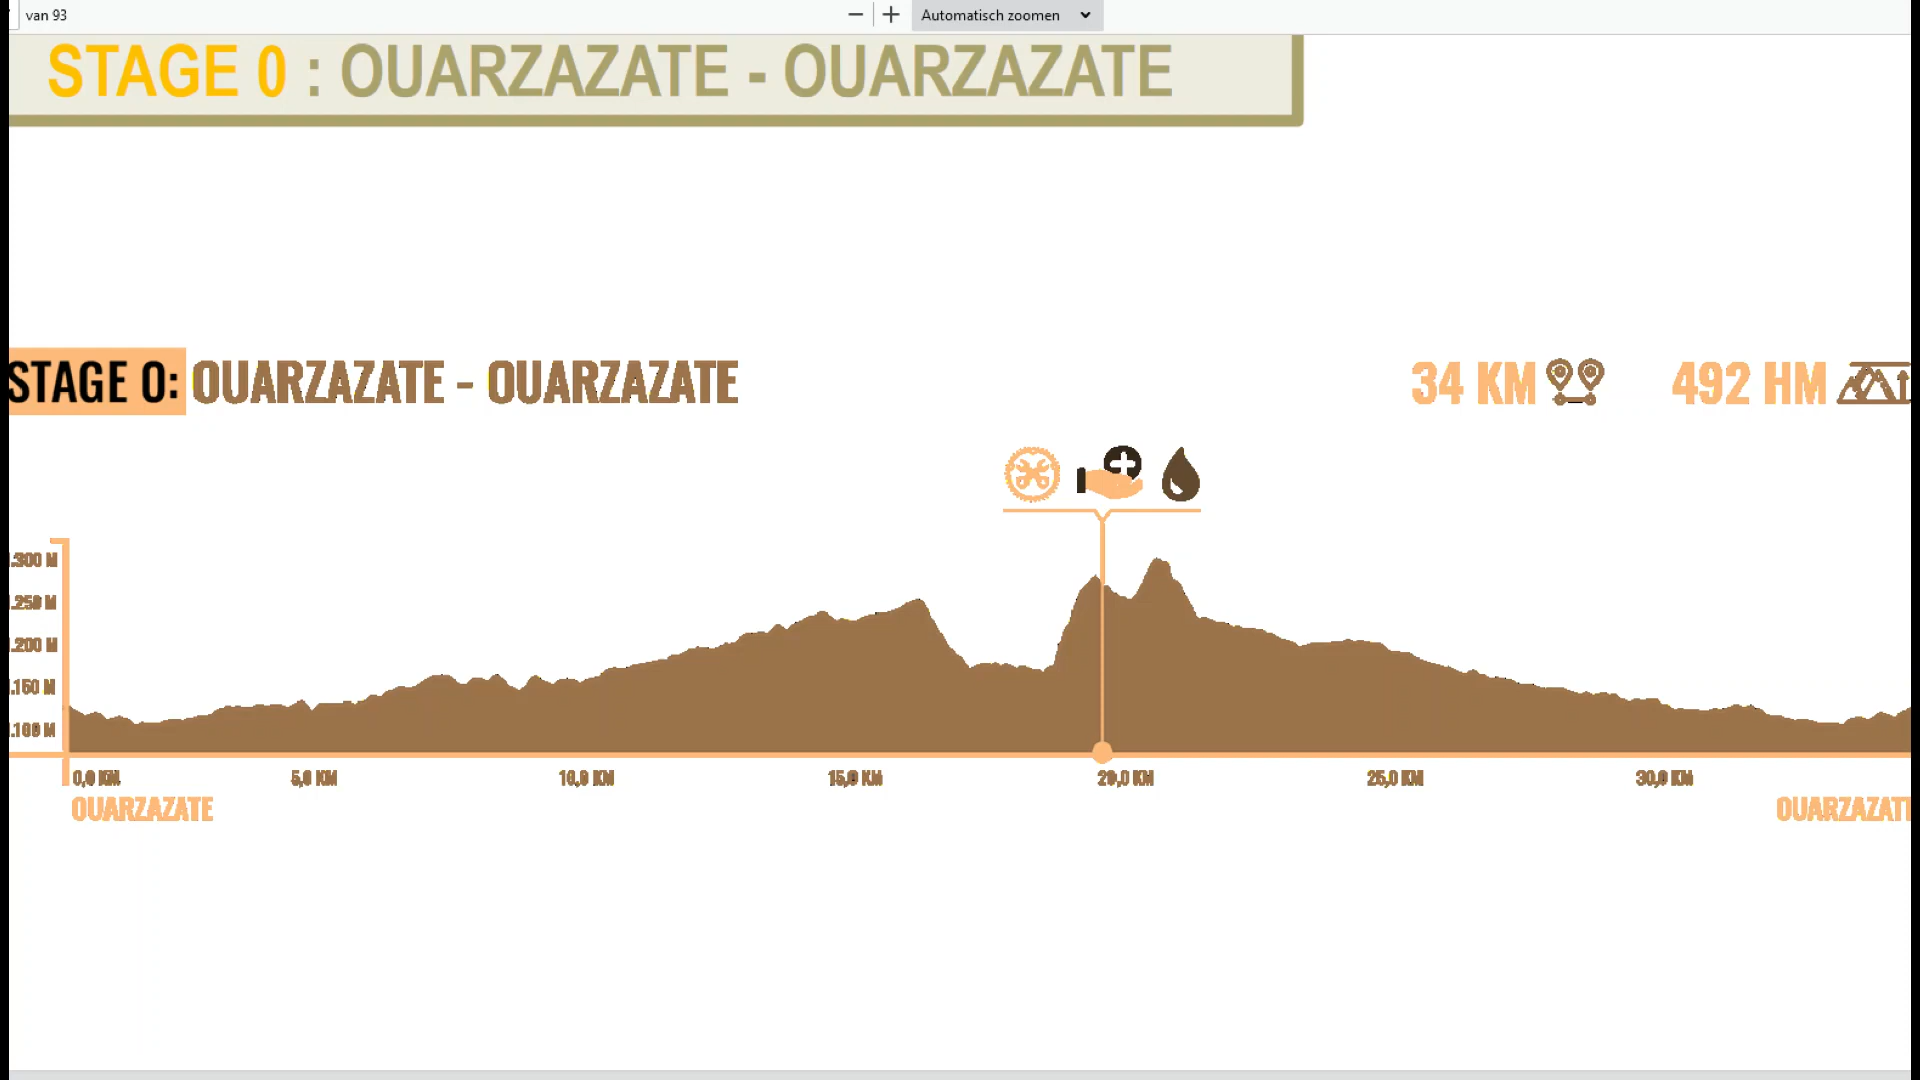 van 93
Automatisch zoomen
STAGE 0 : OUARZAZATE - OUARZAZATE
STAGE 0: OUARZAZATE - OUARZAZATE
34 KM 492 HM
.300 M
.250 M
.200 M
.150 M
.100 M
0,0 KM 5,0 KM 10,0 KM 15,0 KM 20,0 KM 25,0 KM 30,0 KM
OUARZAZATE OUARZAZATE